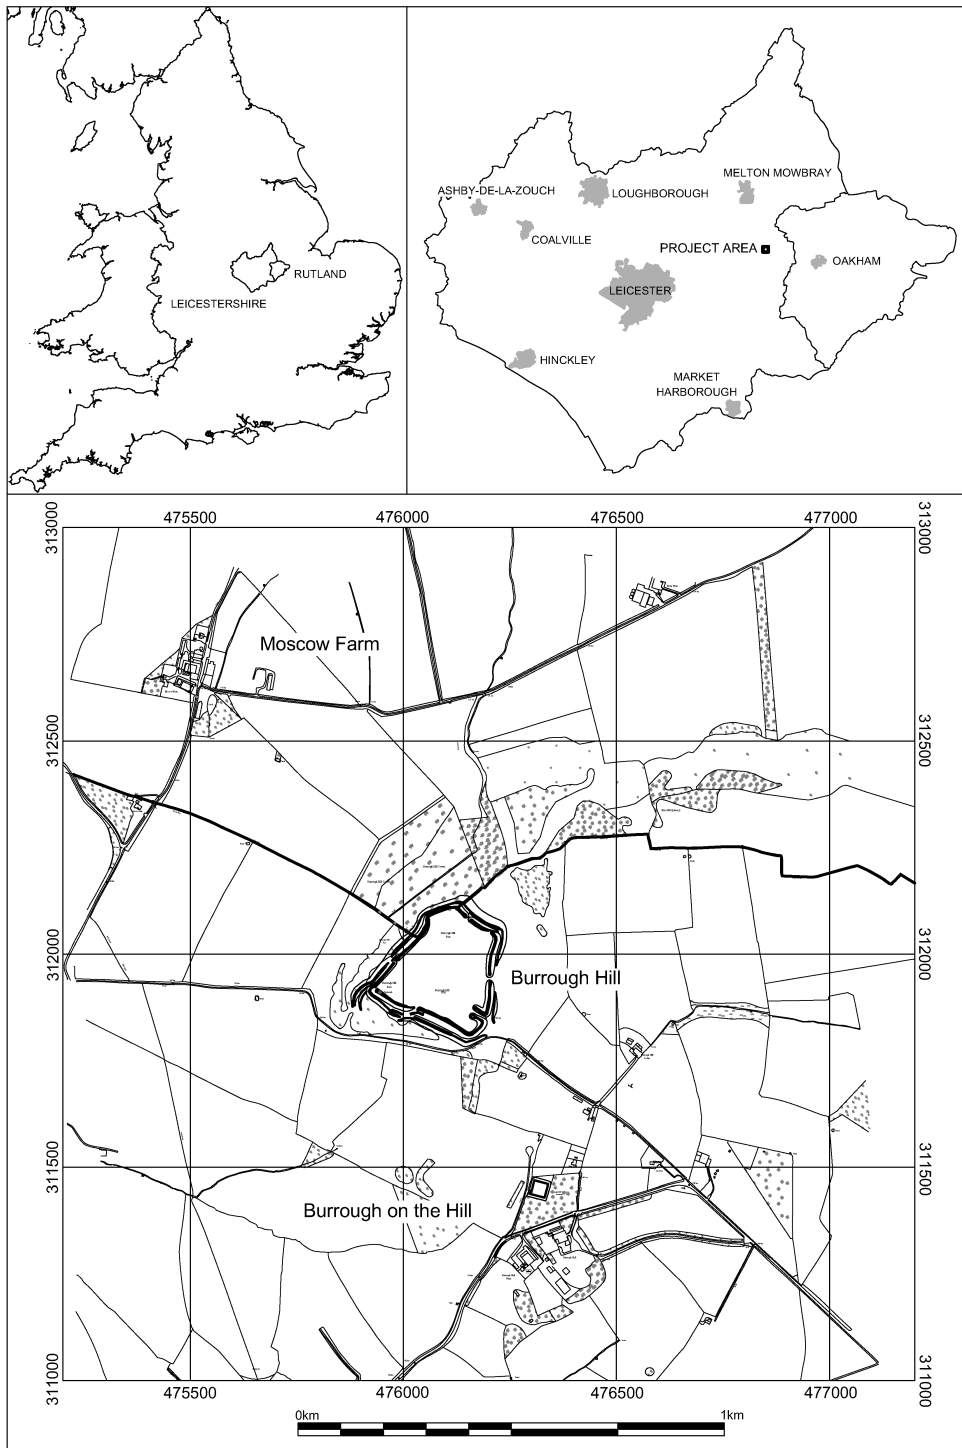 RUTLAND
LEICESTERSHIRE
MELTON MOWBRAY
ASHBY-DE-LA-ZOUCH
LOUGHBOROUGH
COALVILLE
PROJECT AREA
OAKHAM
LEICESTER
HINCKLEY
MARKET
HARBOROUGH
475500
476000
476500
477000
313000
313000
Moscow Farm
312500
312500
312000
312000
Burrough Hill
311500
311500
Burrough on the Hill
311000
311000
475500
476000
476500
477000
0km
1km